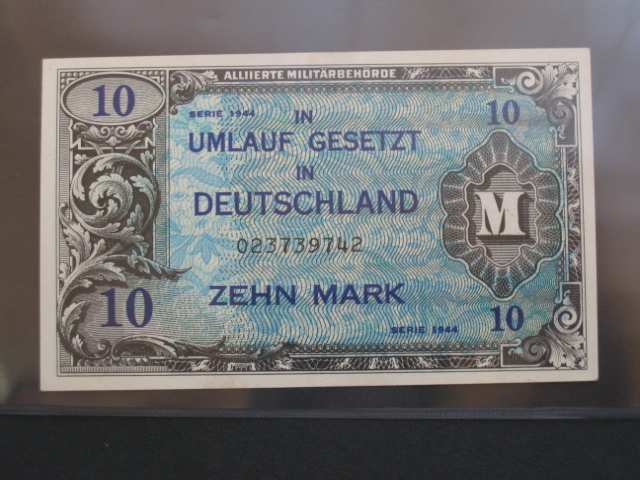 ALLIIERTE MILITÄRBEHÖRDE
10 SERIE 1944 IN 10
UMLAUF GESETZT
IN
DEUTSCHLAND
M
023739742
10 ZEHN MARK
SERIE 1944 10